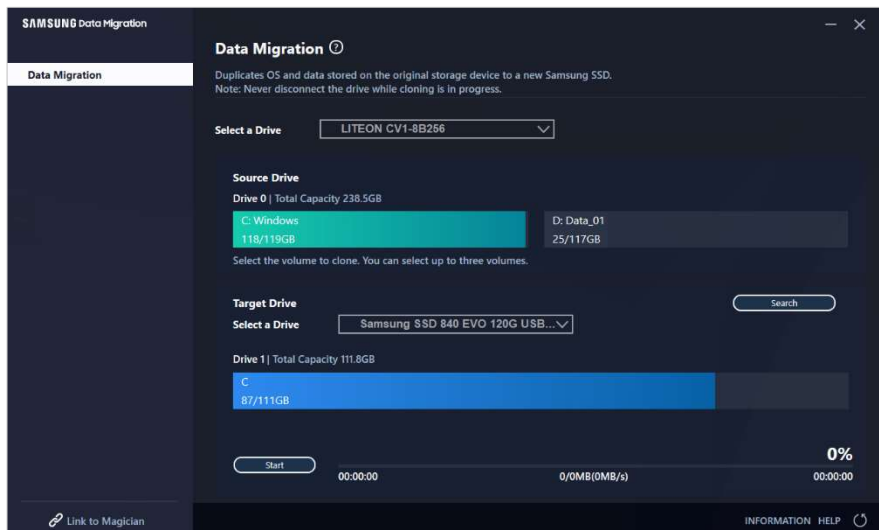 SAMSUNG Data Migration
Data Migration
Data Migration ?
Duplicates OS and data stored on the original storage device to a new Samsung SSD.
Note: Never disconnect the drive while cloning is in progress.
Select a Drive LITEON CV1-8B256
Source Drive
Drive 0 | Total Capacity 238.5GB
C: Windows D: Data_01
118/119GB 25/117GB
Select the volume to clone. You can select up to three volumes.
Target Drive Search
Select a Drive Samsung SSD 840 EVO 120G USB...
Drive 1 | Total Capacity 111.8GB
C
87/111GB
0%
Start
00:00:00 0/0MB(0MB/s) 00:00:00
Link to Magician INFORMATION HELP